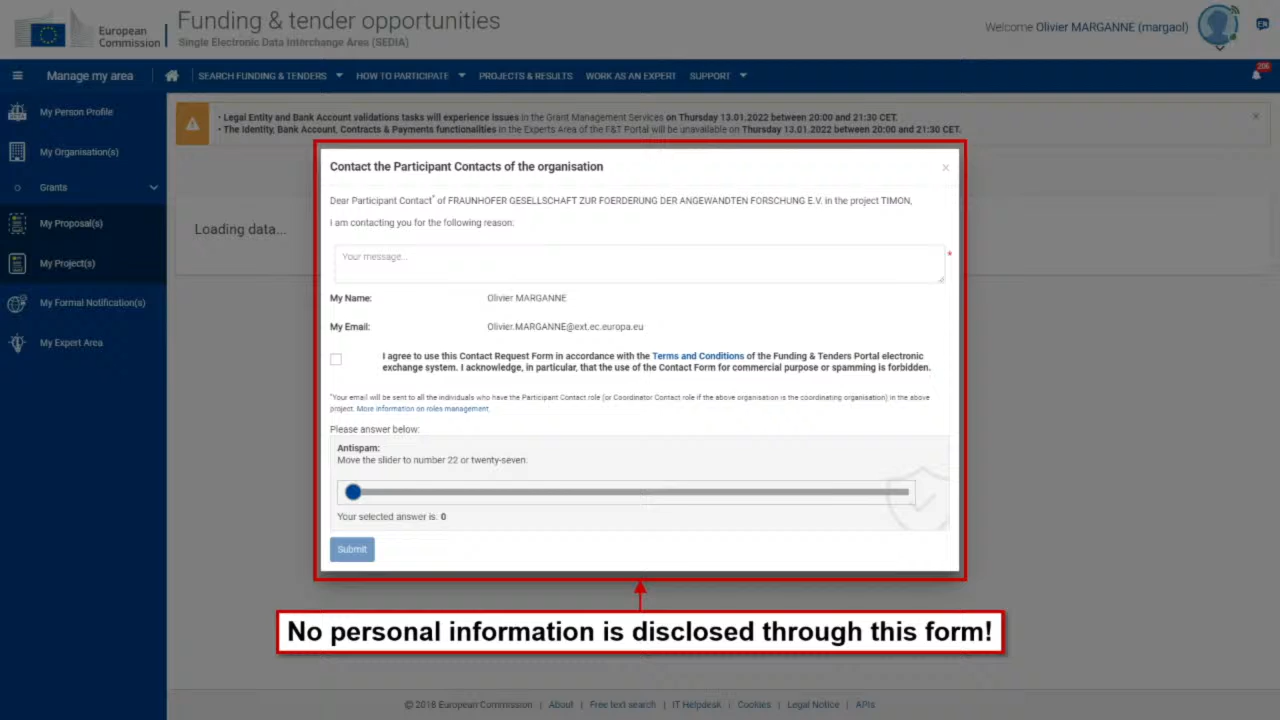 European
Commission
Funding & tender opportunities
Single Electronic Data Interchange Area (SEDIA)
Welcome Olivier MARGANNE (margaol)
EN
Manage my area
SEARCH FUNDING & TENDERS
HOW TO PARTICIPATE
PROJECTS & RESULTS
WORK AS AN EXPERT
SUPPORT
My Person Profile
My Organisation(s)
Grants
My Proposal(s)
My Project(s)
My Formal Notification(s)
My Expert Area
• Legal Entity and Bank Account validations tasks will experience issues in the Grant Management Services on Thursday 13.01.2022 between 20:00 and 21:30 CET.
• The Identity, Bank Account, Contracts & Payments functionalities in the Experts Area of the F&T Portal will be unavailable on Thursday 13.01.2022 between 20:00 and 21:30 CET.
Loading data...
Contact the Participant Contacts of the organisation
Dear Participant Contact* of FRAUNHOFER GESELLSCHAFT ZUR FOERDERUNG DER ANGEWANDTEN FORSCHUNG E.V. in the project TIMON,
I am contacting you for the following reason:
Your message...
*
My Name: Olivier MARGANNE
My Email: Olivier.MARGANNE@ext.ec.europa.eu
I agree to use this Contact Request Form in accordance with the Terms and Conditions of the Funding & Tenders Portal electronic
exchange system. I acknowledge, in particular, that the use of the Contact Form for commercial purpose or spamming is forbidden.
*Your email will be sent to all the individuals who have the Participant Contact role (or Coordinator Contact role if the above organisation is the coordinating organisation) in the above
project. More information on roles management.
Please answer below:
Antispam:
Move the slider to number 22 or twenty-seven.
Your selected answer is: 0
Submit
No personal information is disclosed through this form!
© 2018 European Commission | About | Free text search | IT Helpdesk | Cookies | Legal Notice | APIs